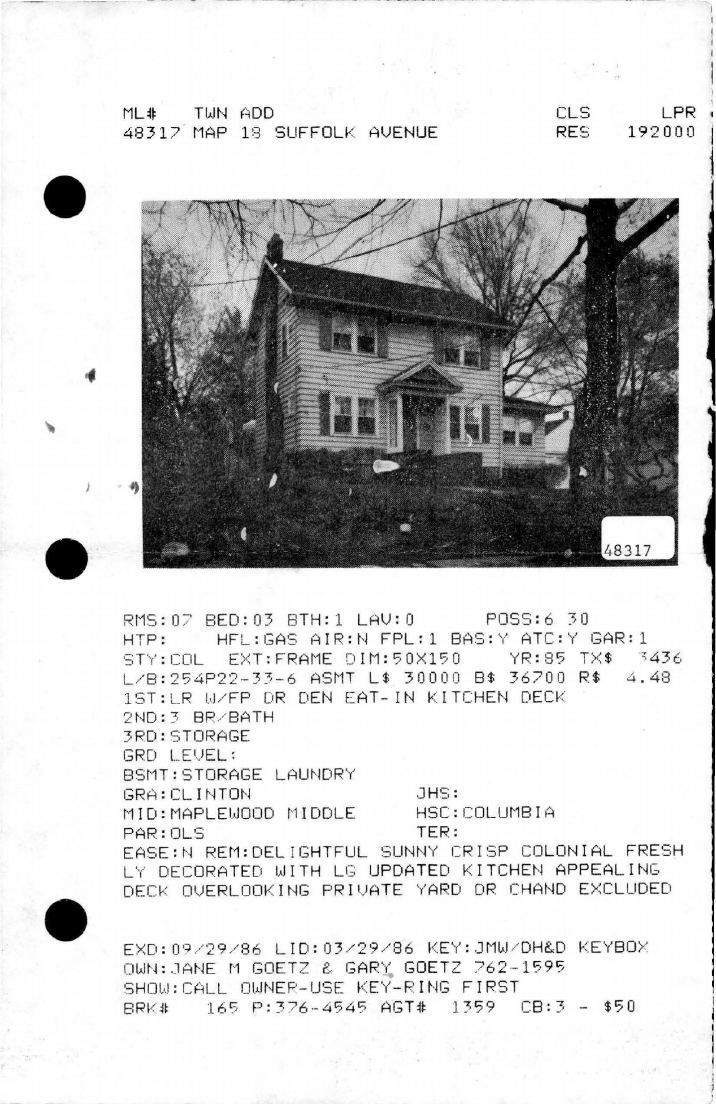 ML# TWN ADD CLS LPR
48317 MAP 18 SUFFOLK AVENUE RES 192000
48317
RMS:07 BED:03 BTH:1 LAV:0 POSS:6 30
HTP: HFL:GAS AIR:N FPL:1 BAS:Y ATC:Y GAR:1
STY:COL EXT:FRAME DIM:50X150 YR:85 TX$ 3436
L/B:254P22-33-6 ASMT L$ 30000 B$ 36700 R$ 4.48
1ST:LR W/FP DR DEN EAT-IN KITCHEN DECK
2ND:3 BR/BATH
3RD:STORAGE
GRD LEVEL:
BSMT:STORAGE LAUNDRY
GRA:CLINTON JHS:
MID:MAPLEWOOD MIDDLE HSC:COLUMBIA
PAR:OLS TER:
EASE:N REM:DELIGHTFUL SUNNY CRISP COLONIAL FRESH
LY DECORATED WITH LG UPDATED KITCHEN APPEALING
DECK OVERLOOKING PRIVATE YARD DR CHAND EXCLUDED
EXD:09/29/86 LID:03/29/86 KEY:JMW/DH&D KEYBOX
OWN:JANE M GOETZ & GARY GOETZ 762-1595
SHOW:CALL OWNER-USE KEY-RING FIRST
BRK# 165 P:376-4545 AGT# 1359 CB:3 - $50